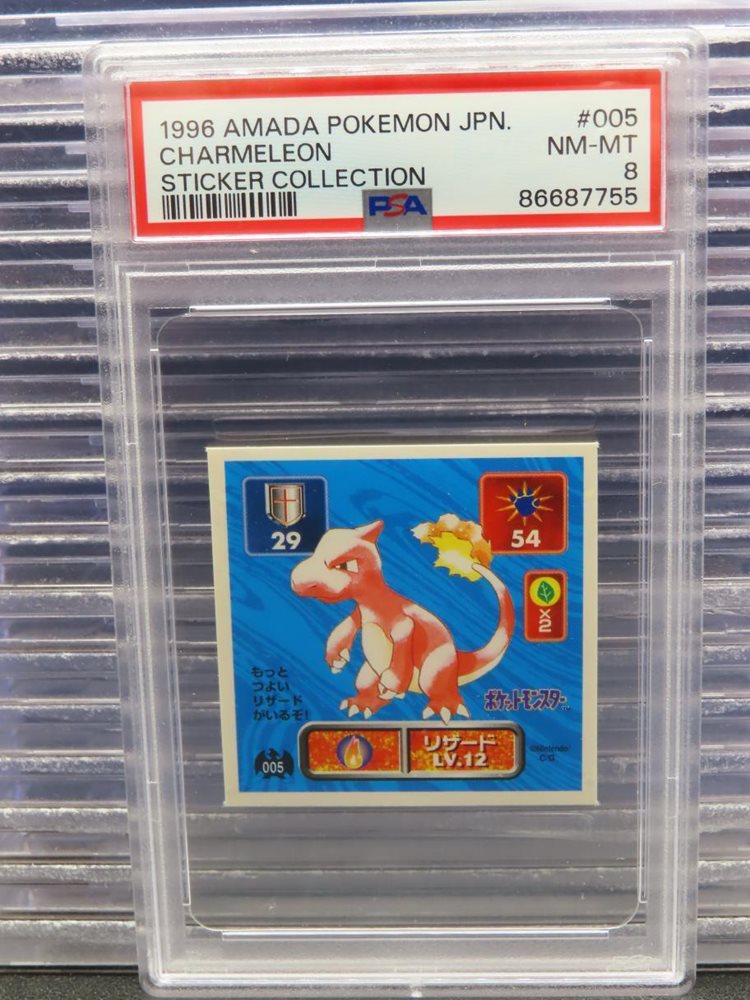 1996 AMADA POKEMON JPN. #005
CHARMELEON NM-MT
STICKER COLLECTION 8
PSA 86687755
29
54
X2
もっと
つよい
リザード
がいるぞ!
ポケットモンスター™
005
リザード
LV.12
©Nintendo
C/G